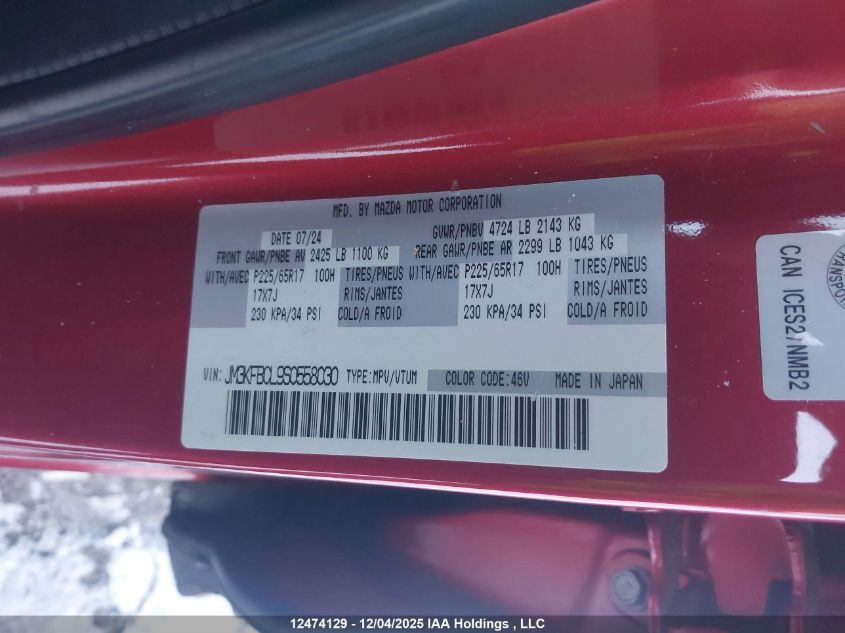 MFD. BY MAZDA MOTOR CORPORATION
DATE 07/24 GVWR/PNBV 4724 LB 2143 KG
FRONT GAWR/PNBE AV 2425 LB 1100 KG REAR GAWR/PNBE AR 2299 LB 1043 KG
WITH/AVEC P225/65R17 100H TIRES/PNEUS WITH/AVEC P225/65R17 100H TIRES/PNEUS
17X7J RIMS/JANTES 17X7J RIMS/JANTES
230 KPA/34 PSI COLD/A FROID 230 KPA/34 PSI COLD/A FROID
VIN: JM3KFBCL9S0558030 TYPE:MPV/VTUM COLOR CODE:46V MADE IN JAPAN
CAN ICES2/NMB2
12474129 - 12/04/2025 IAA Holdings , LLC